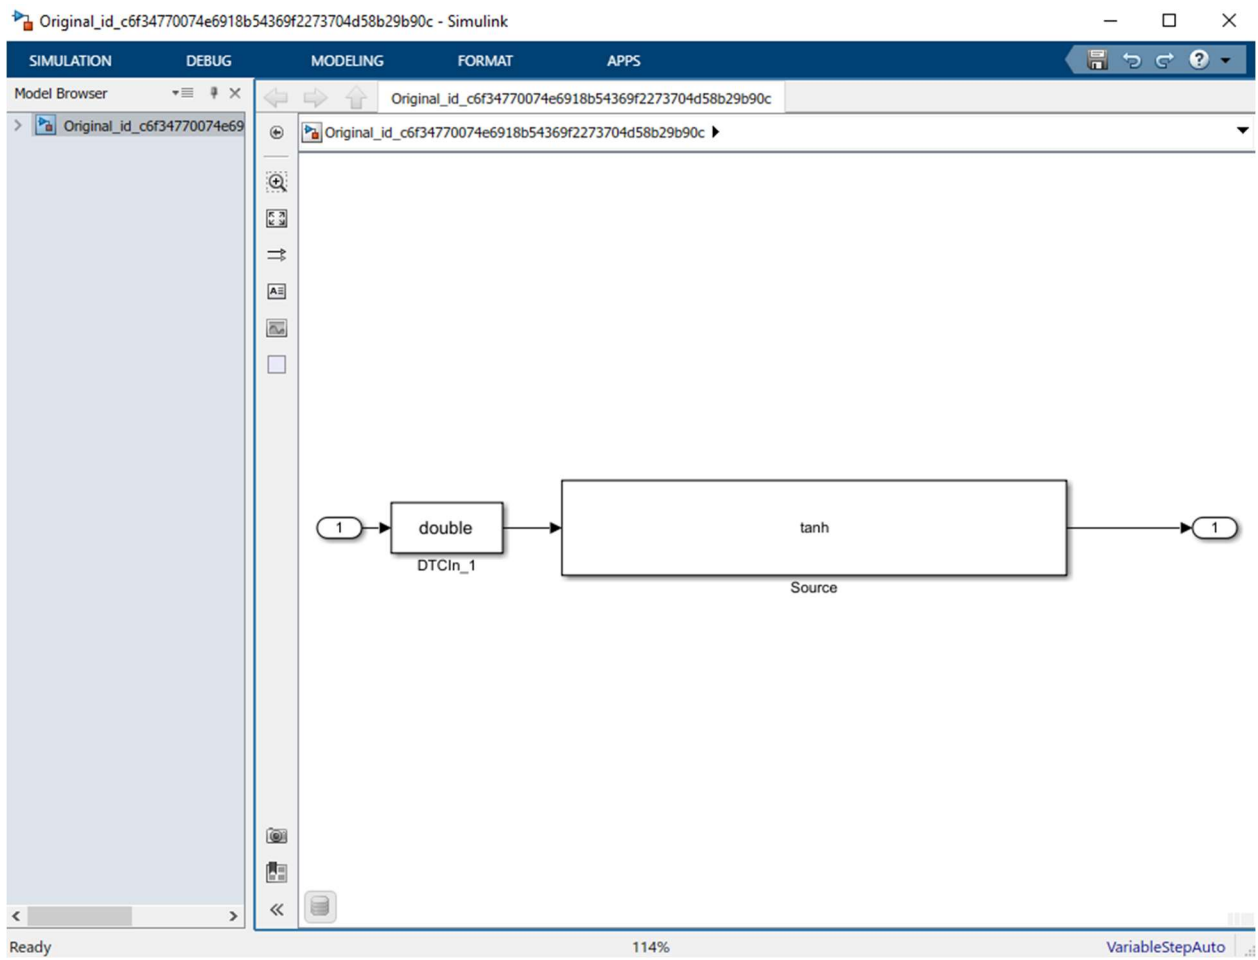 Original_id_c6f34770074e6918b54369f2273704d58b29b90c - Simulink
SIMULATION DEBUG MODELING FORMAT APPS
Model Browser
Original_id_c6f34770074e69
Original_id_c6f34770074e6918b54369f2273704d58b29b90c
Original_id_c6f34770074e6918b54369f2273704d58b29b90c
1
double
DTCIn_1
tanh
Source
1
Ready
114%
VariableStepAuto